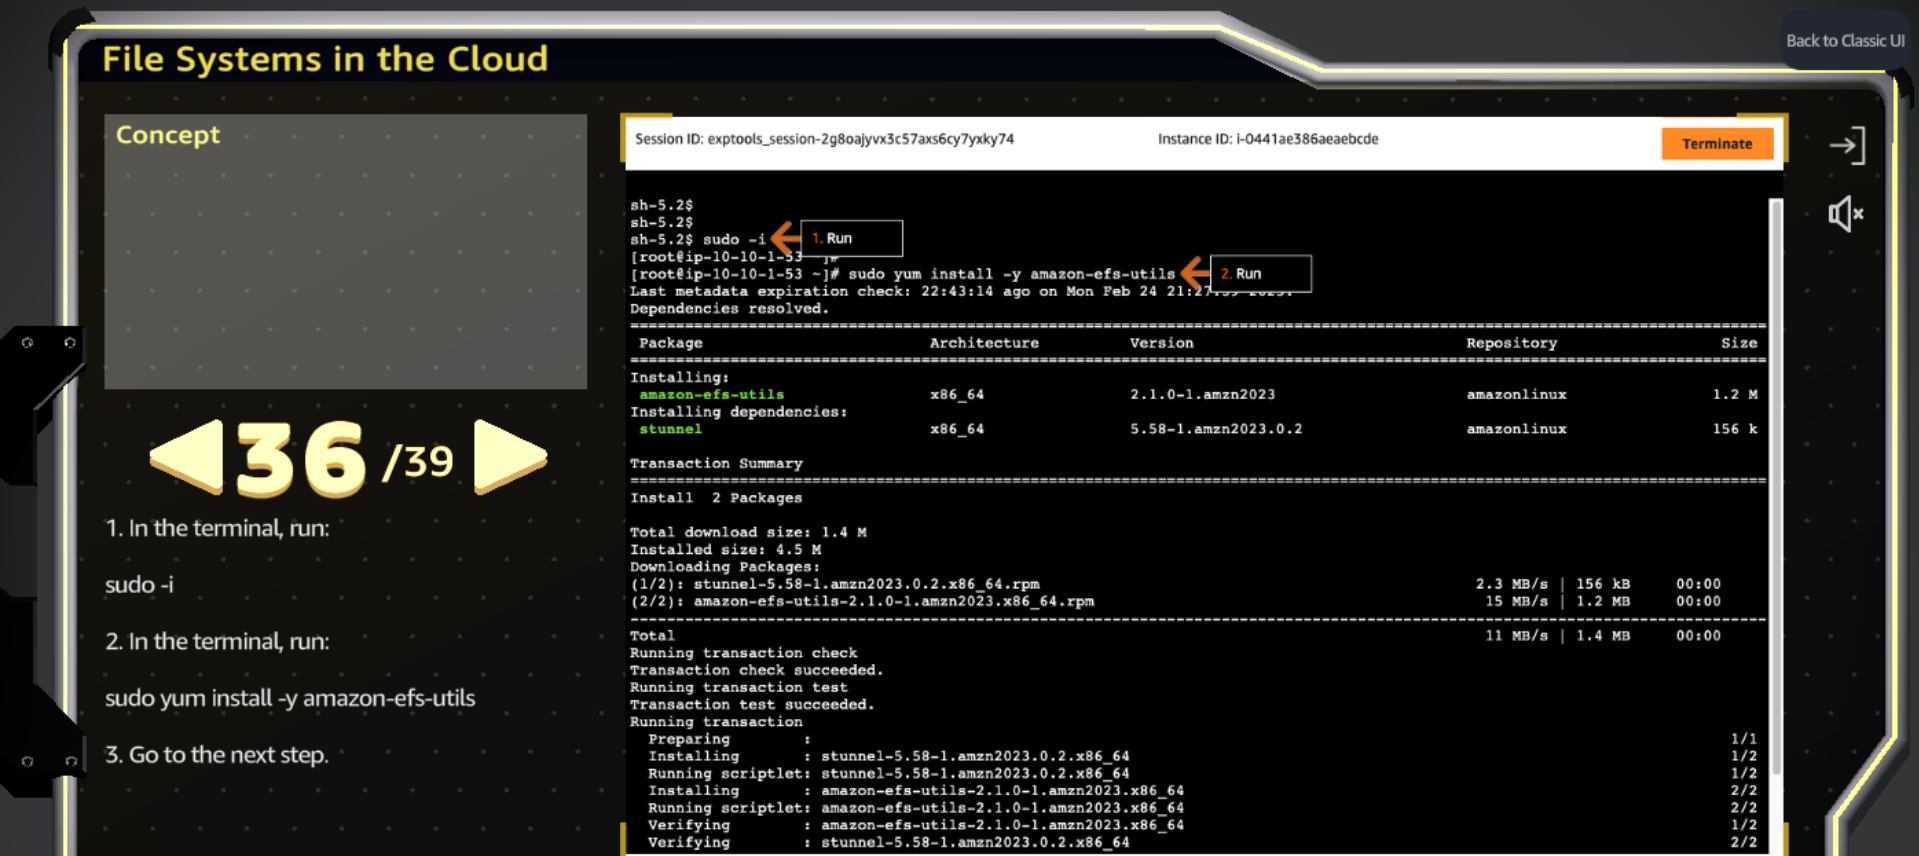 File Systems in the Cloud
Back to Classic UI
Concept
36/39
1. In the terminal, run:
sudo -i
2. In the terminal, run:
sudo yum install -y amazon-efs-utils
3. Go to the next step.
Session ID: exptools_session-2g8oajyvx3c57axs6cy7yxky74 Instance ID: i-0441ae386aeaebcde Terminate
sh-5.2$
sh-5.2$
sh-5.2$ sudo -i 1. Run
[root@ip-10-10-1-53 ~]#
[root@ip-10-10-1-53 ~]# sudo yum install -y amazon-efs-utils 2. Run
Last metadata expiration check: 22:43:14 ago on Mon Feb 24
Dependencies resolved.
Package Architecture Version Repository Size
Installing:
amazon-efs-utils x86_64 2.1.0-1.amzn2023 amazonlinux 1.2 M
Installing dependencies:
stunnel x86_64 5.58-1.amzn2023.0.2 amazonlinux 156 k
Transaction Summary
Install 2 Packages
Total download size: 1.4 M
Installed size: 4.5 M
Downloading Packages:
(1/2): stunnel-5.58-1.amzn2023.0.2.x86_64.rpm 2.3 MB/s | 156 kB 00:00
(2/2): amazon-efs-utils-2.1.0-1.amzn2023.x86_64.rpm 15 MB/s | 1.2 MB 00:00
Total 11 MB/s | 1.4 MB 00:00
Running transaction check
Transaction check succeeded.
Running transaction test
Transaction test succeeded.
Running transaction
Preparing : 1/1
Installing : stunnel-5.58-1.amzn2023.0.2.x86_64 1/2
Running scriptlet: stunnel-5.58-1.amzn2023.0.2.x86_64 1/2
Installing : amazon-efs-utils-2.1.0-1.amzn2023.x86_64 2/2
Running scriptlet: amazon-efs-utils-2.1.0-1.amzn2023.x86_64 2/2
Verifying : amazon-efs-utils-2.1.0-1.amzn2023.x86_64 1/2
Verifying : stunnel-5.58-1.amzn2023.0.2.x86_64 2/2